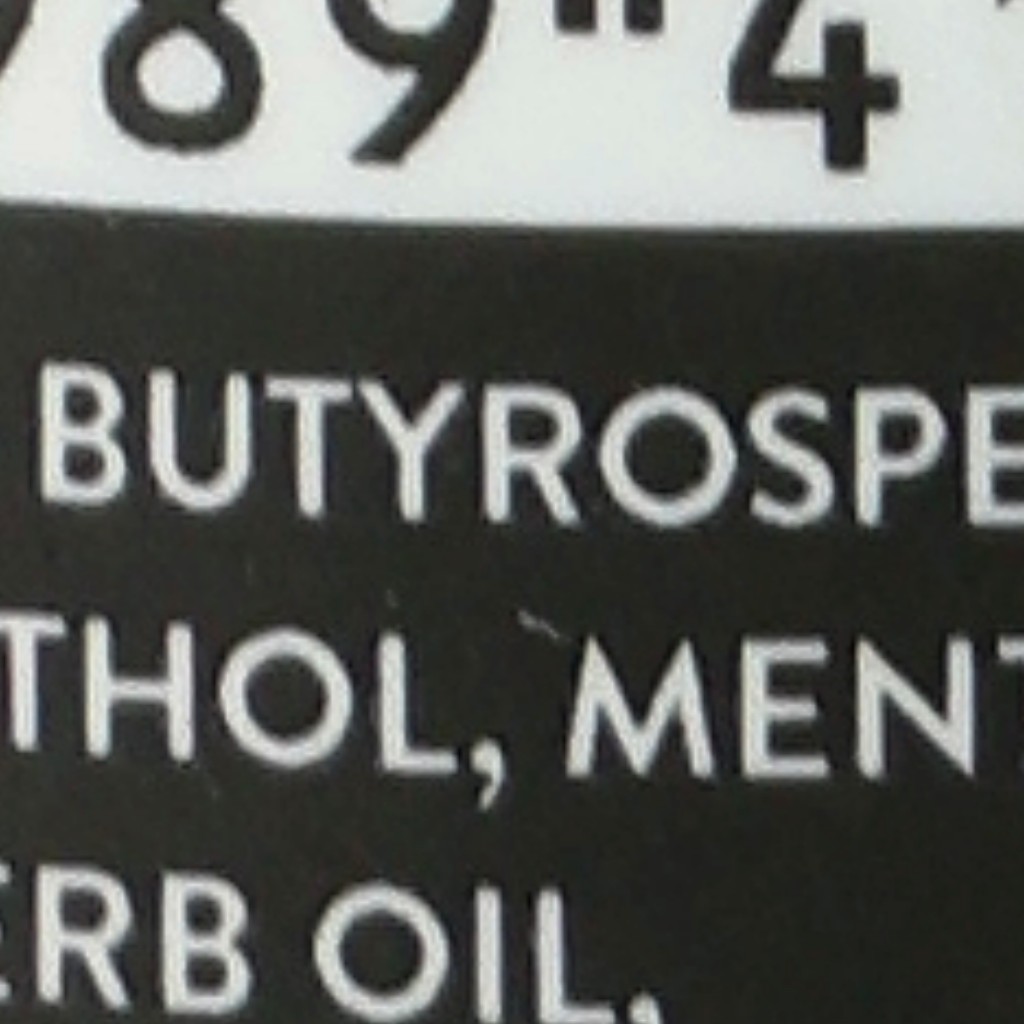 89"4
BUTYROSPE
THOL, MENT
ERB OIL,